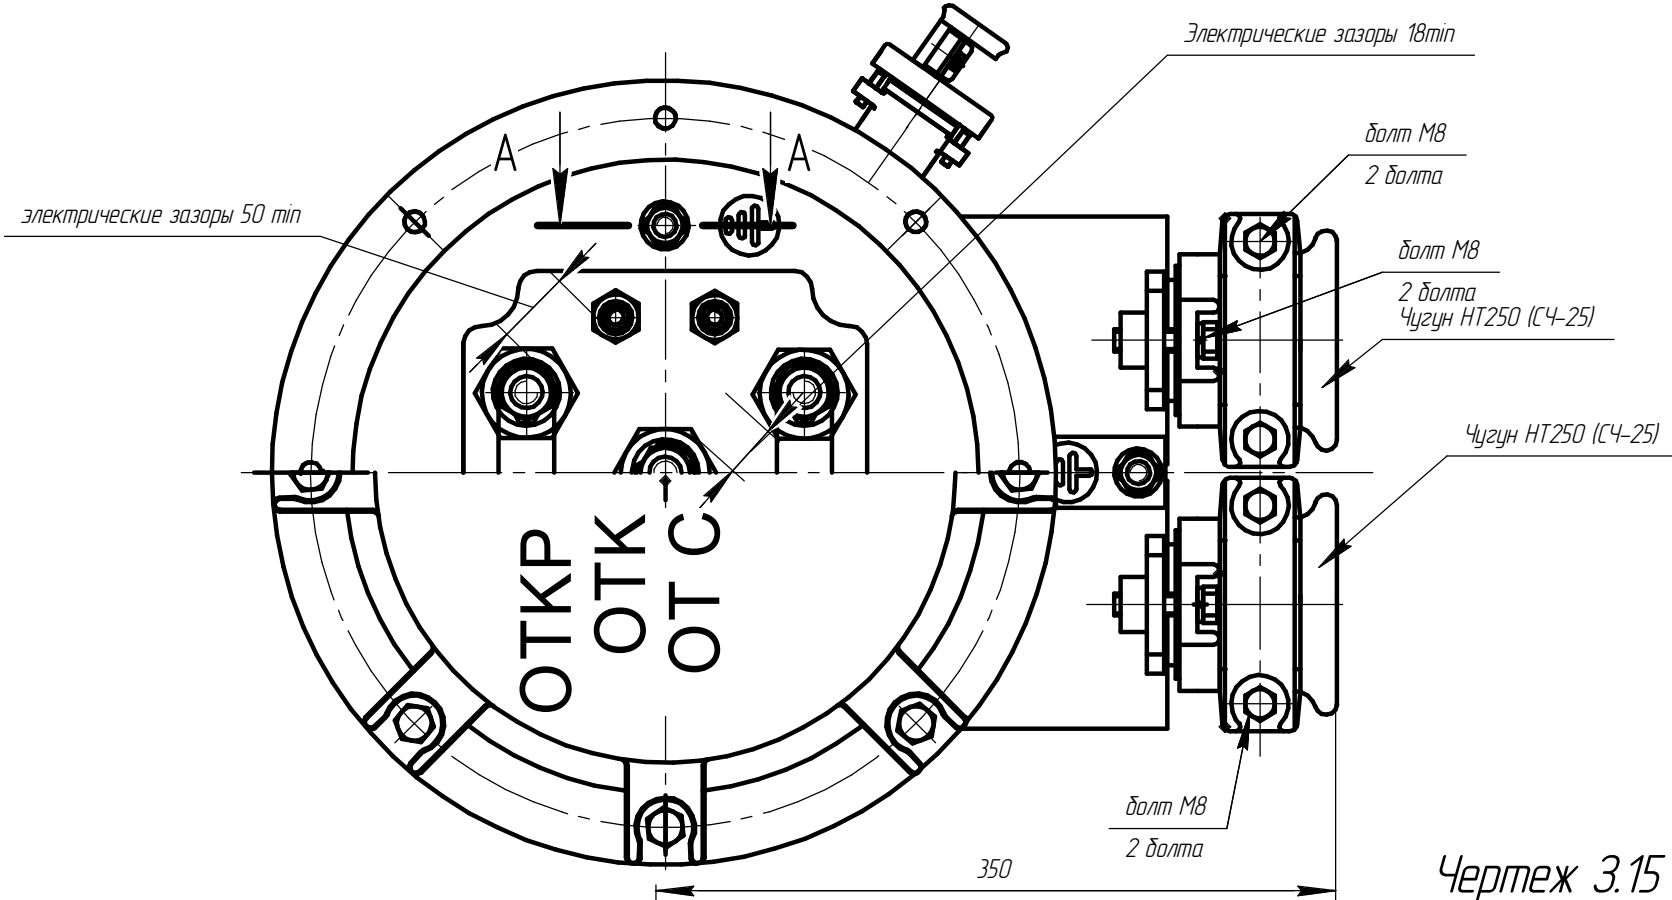 Электрические зазоры 18min
болт М8
2 болта
А
А
электрические зазоры 50 min
болт М8
2 болта
Чугун НТ250 (СЧ-25)
Чугун НТ250 (СЧ-25)
ОТКР
ОТК
ОТ С
болт М8
2 болта
350
Чертеж 3.15